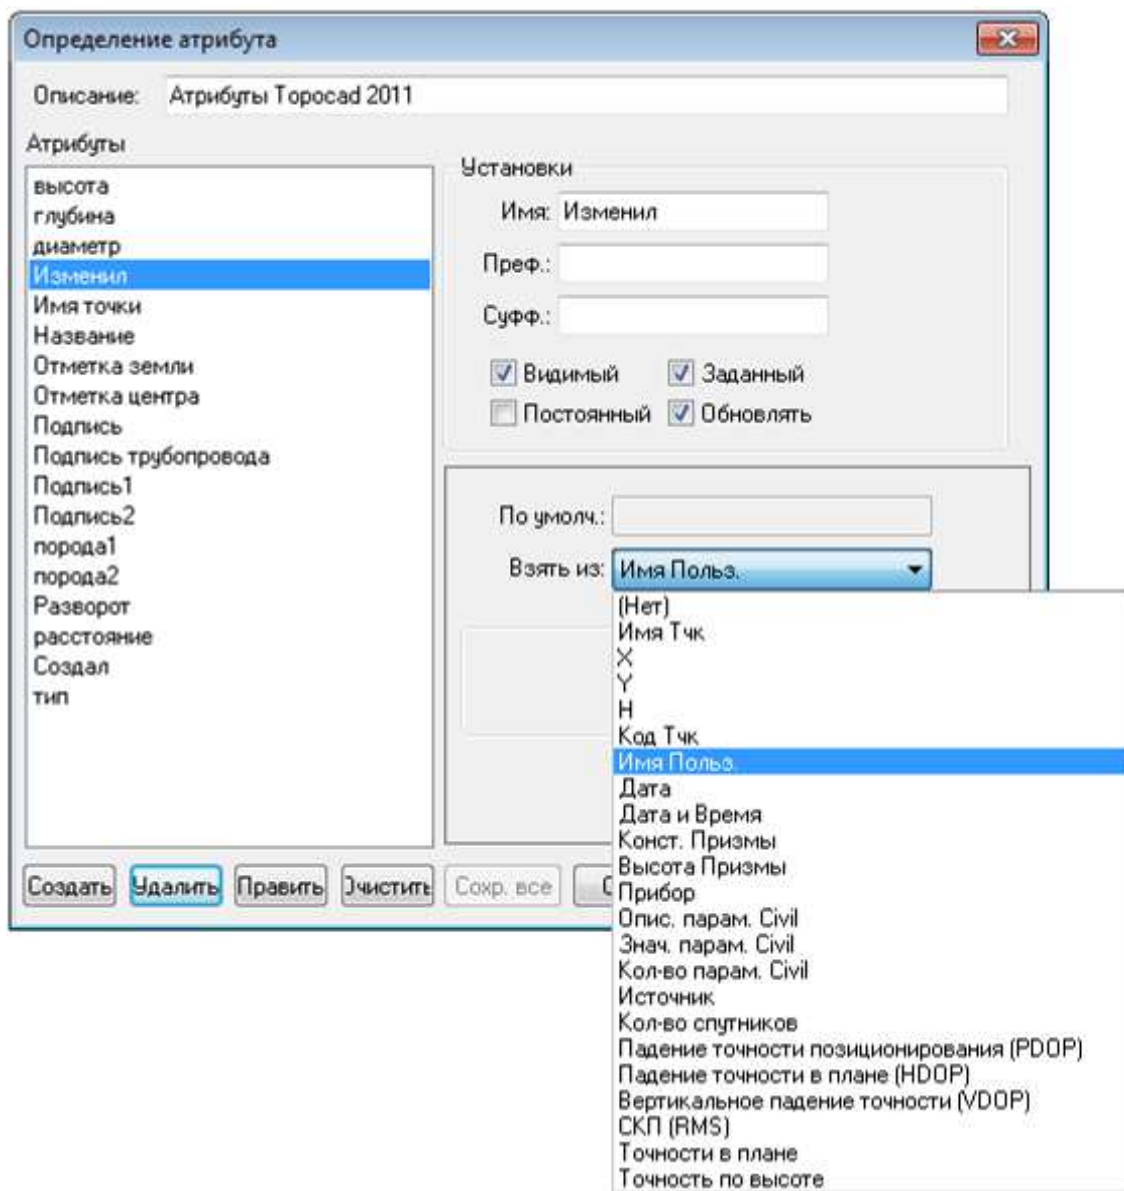 Определение атрибута
Описание: Атрибуты Topocad 2011
Атрибуты
высота
глубина
диаметр
Изменил
Имя точки
Название
Отметка земли
Отметка центра
Подпись
Подпись трубопровода
Подпись1
Подпись2
порода1
порода2
Разворот
расстояние
Создал
тип
Установки
Имя: Изменил
Преф.:
Суфф.:
Видимый Заданный
Постоянный Обновлять
По умолч.:
Взять из: Имя Польз.
(Нет)
Имя Тчк
X
Y
H
Код Тчк
Имя Польз.
Дата
Дата и Время
Конст. Призмы
Высота Призмы
Прибор
Опис. парам. Civil
Знач. парам. Civil
Кол-во парам. Civil
Источник
Кол-во спутников
Падение точности позиционирования (PDOP)
Падение точности в плане (HDOP)
Вертикальное падение точности (VDOP)
СКП (RMS)
Точности в плане
Точность по высоте
Создать Удалить Править Очистить Сохр. все